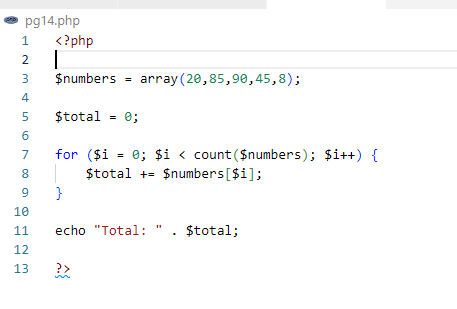 pg14.php
1 <?php
2
3 $numbers = array(20,85,90,45,8);
4
5 $total = 0;
6
7 for ($i = 0; $i < count($numbers); $i++) {
8     $total += $numbers[$i];
9 }
10
11 echo "Total: " . $total;
12
13 ?>